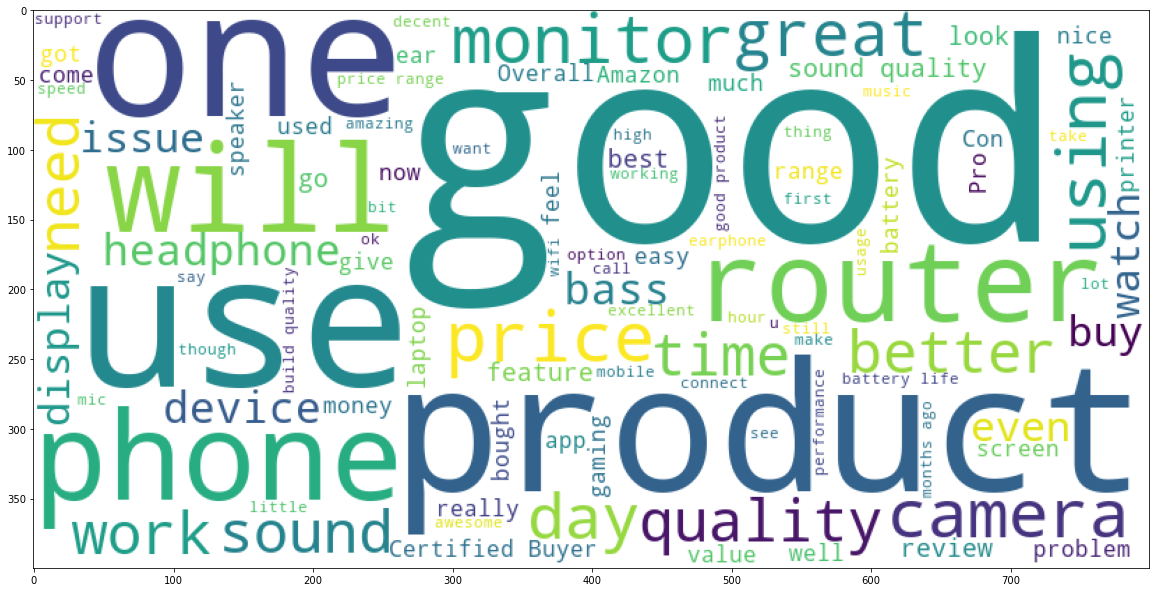 support
one
decent
monitor
great
look
nice
got
ear
come
price range
Overall
Amazon
much
sound quality
speed
music
using
need
issue
speaker
used
amazing
good
want
high
best
working
good product
thing
range
first
battery
Con
Pro
take
printer
will
go
now
bit
ok
wifi
feel
earphone
usage
watch
headphone
give
display
option
call
easy
router
lot
say
use
build quality
bass
excellent
hour
u
still
make
buy
though
laptop
price
time
better
feature
mobile
connect
battery life
mic
device
money
product
phone
bought
app
gaming
see
performance
months ago
even
screen
little
really
awesome
day
quality
camera
work
sound
Certified Buyer
value
well
review
problem
0
50
100
150
200
250
300
350
0
100
200
300
400
500
600
700